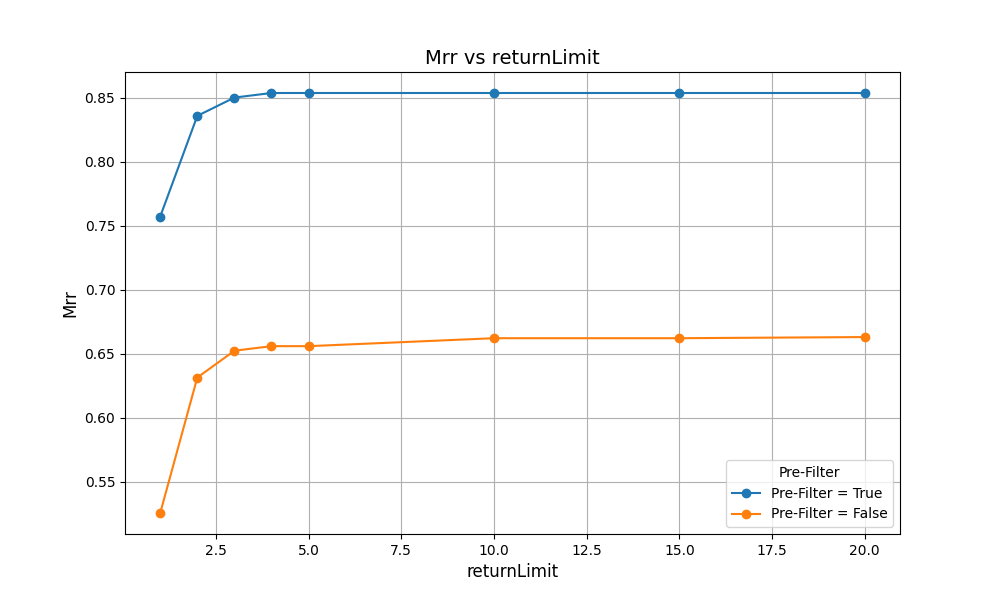 Mrr vs returnLimit
Mrr
0.85
0.80
0.75
0.70
0.65
0.60
0.55
2.5 5.0 7.5 10.0 12.5 15.0 17.5 20.0
returnLimit
Pre-Filter
Pre-Filter = True
Pre-Filter = False